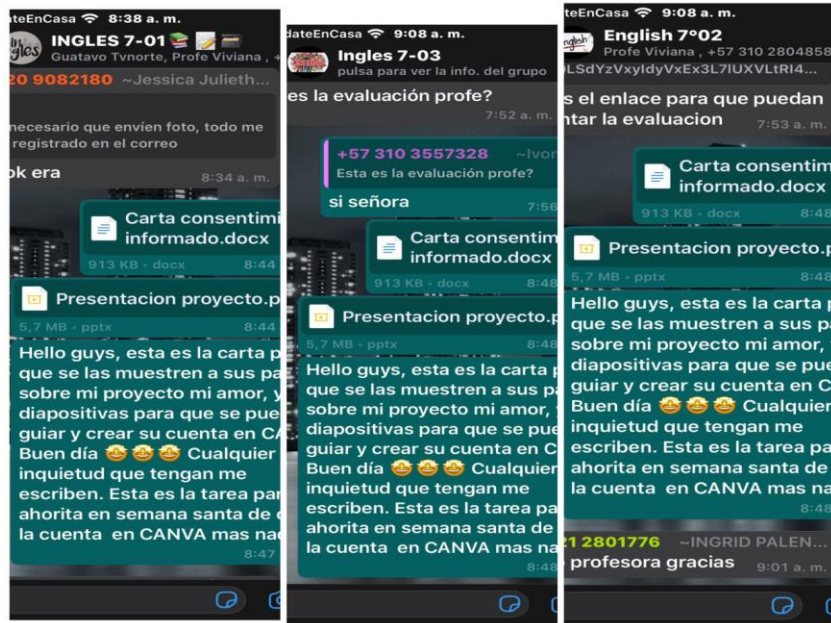 teEnCasa 8:38 a. m.
INGLES 7-01
Guatavo Tvnorte, Profe Viviana , +
20 9082180 ~Jessica Julieth...
necesario que envíen foto, todo me
registrado en el correo
ok era
8:34 a. m.
Carta consentimi
informado.docx
913 KB - docx 8:44
Presentacion proyecto.p
5,7 MB - pptx 8:44
Hello guys, esta es la carta p
que se las muestren a sus pa
sobre mi proyecto mi amor, y
diapositivas para que se pue
guiar y crear su cuenta en CA
Buen día 🤩 🤩 🤩 Cualquier
inquietud que tengan me
escriben. Esta es la tarea par
ahorita en semana santa de c
la cuenta en CANVA mas nad
8:47
dateEnCasa 9:08 a. m.
Ingles 7-03
pulsa para ver la info. del grupo
es la evaluación profe?
7:52 a. m.
+57 310 3557328 ~Ivon
Esta es la evaluación profe?
si señora 7:56
Carta consentim
informado.docx
913 KB - docx 8:48
Presentacion proyecto.p
5,7 MB - pptx 8:48
Hello guys, esta es la carta p
que se las muestren a sus pa
sobre mi proyecto mi amor, y
diapositivas para que se pue
guiar y crear su cuenta en C
Buen día 🤩 🤩 🤩 Cualquier
inquietud que tengan me
escriben. Esta es la tarea pa
ahorita en semana santa de
la cuenta en CANVA mas na
8:48
teEnCasa 9:08 a. m.
English 7º02
Profe Viviana , +57 310 2804858
LSdYzVxyIdyVxEx3L7lUXVLtRI4...
s el enlace para que puedan
ntar la evaluacion 7:53 a. m.
Carta consentim
informado.docx
913 KB - docx 8:48
Presentacion proyecto.p
5,7 MB - pptx 8:48
Hello guys, esta es la carta p
que se las muestren a sus pa
sobre mi proyecto mi amor,
diapositivas para que se pue
guiar y crear su cuenta en C
Buen día 🤩 🤩 🤩 Cualquier
inquietud que tengan me
escriben. Esta es la tarea pa
ahorita en semana santa de
la cuenta en CANVA mas na
8:48
21 2801776 ~INGRID PALEN...
profesora gracias 9:01 a. m.